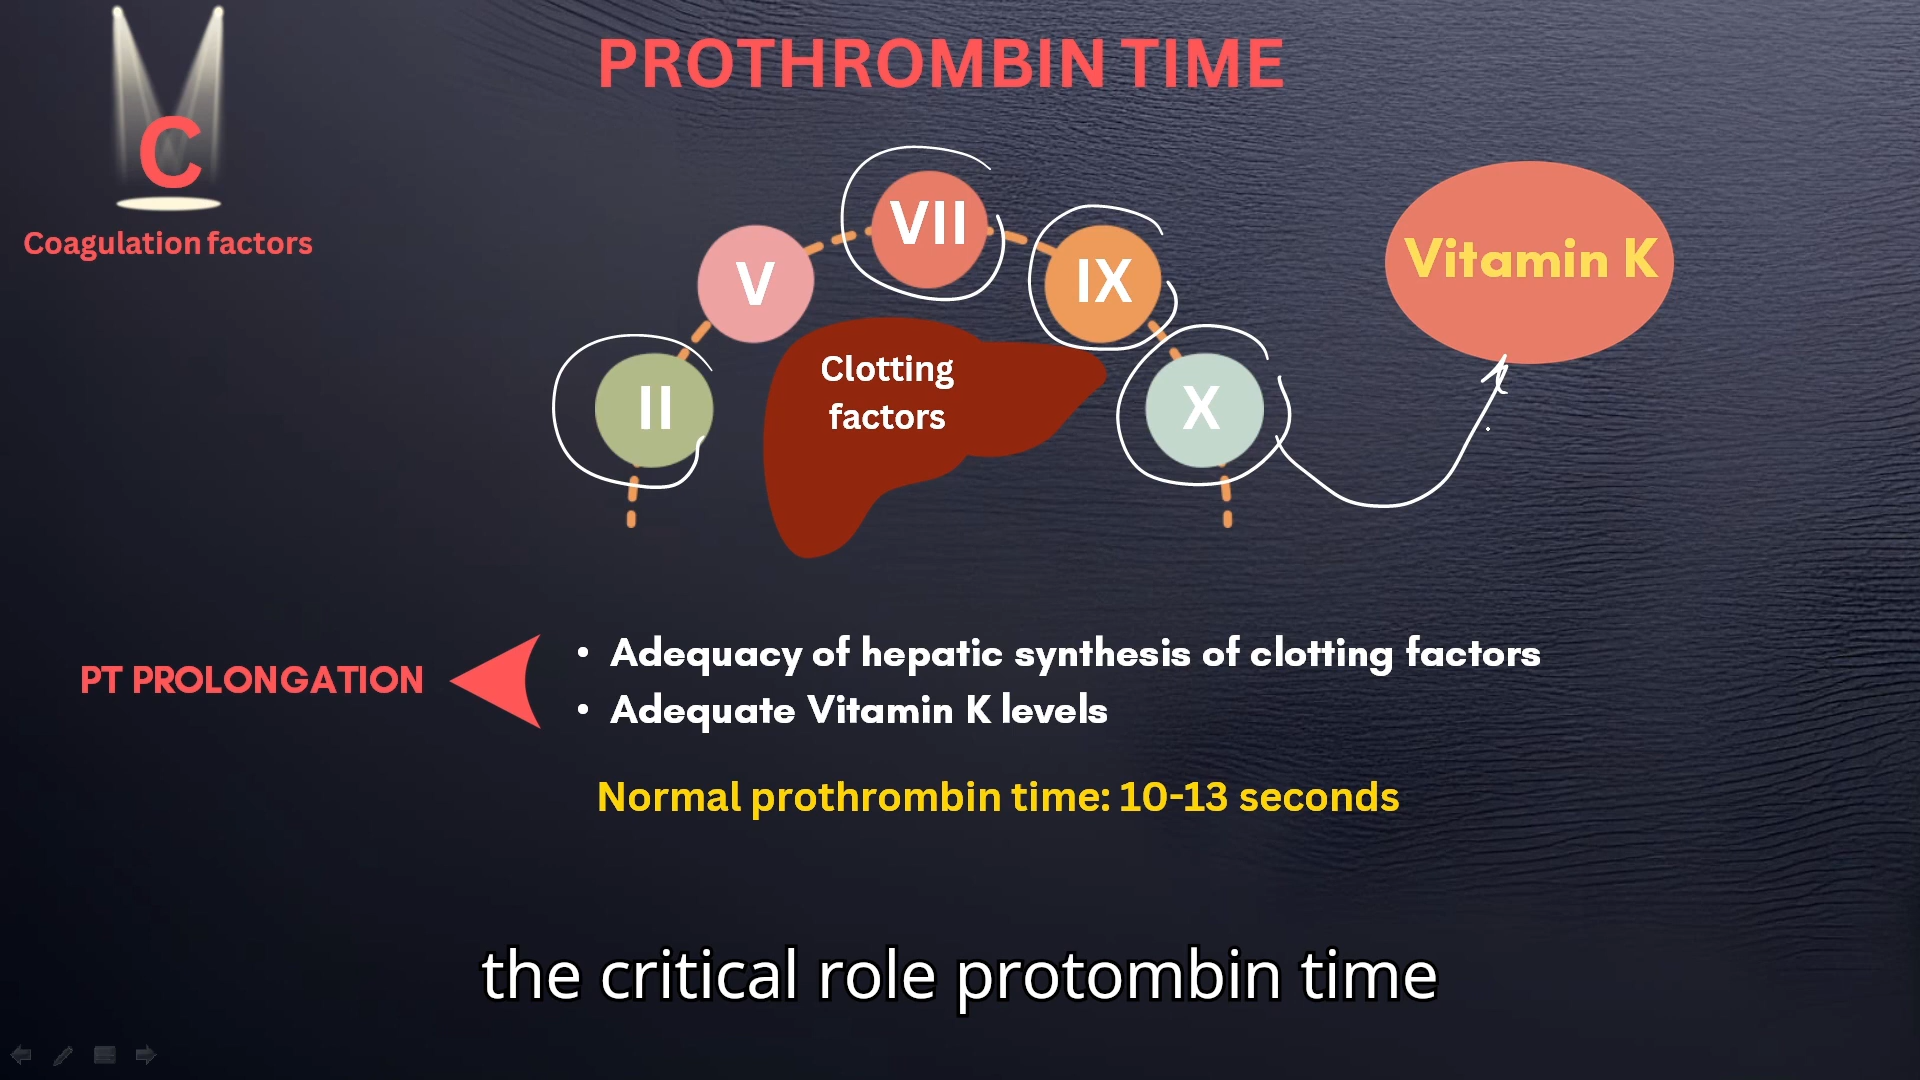 PROTHROMBIN TIME
C
Coagulation factors
VII
V
IX
Vitamin K
II
X
Clotting
factors
PT PROLONGATION
• Adequacy of hepatic synthesis of clotting factors
• Adequate Vitamin K levels
Normal prothrombin time: 10-13 seconds
the critical role protombin time